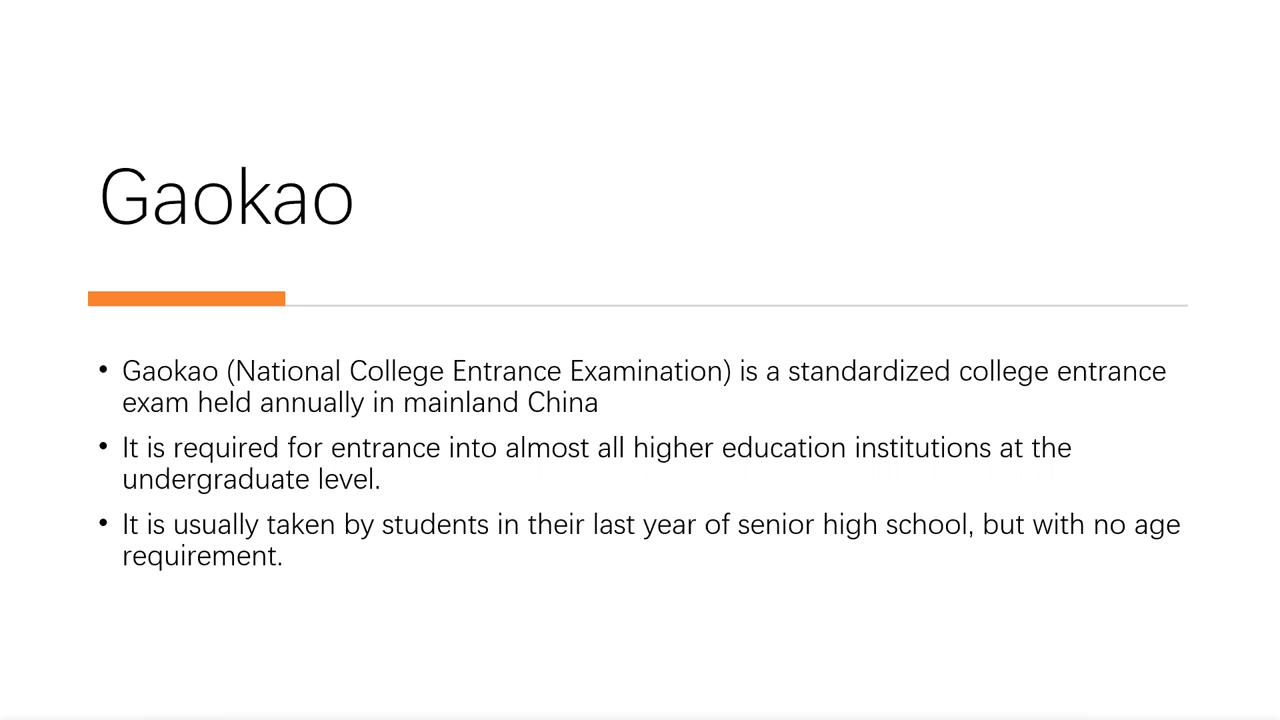 Gaokao
• Gaokao (National College Entrance Examination) is a standardized college entrance
exam held annually in mainland China
• It is required for entrance into almost all higher education institutions at the
undergraduate level.
• It is usually taken by students in their last year of senior high school, but with no age
requirement.